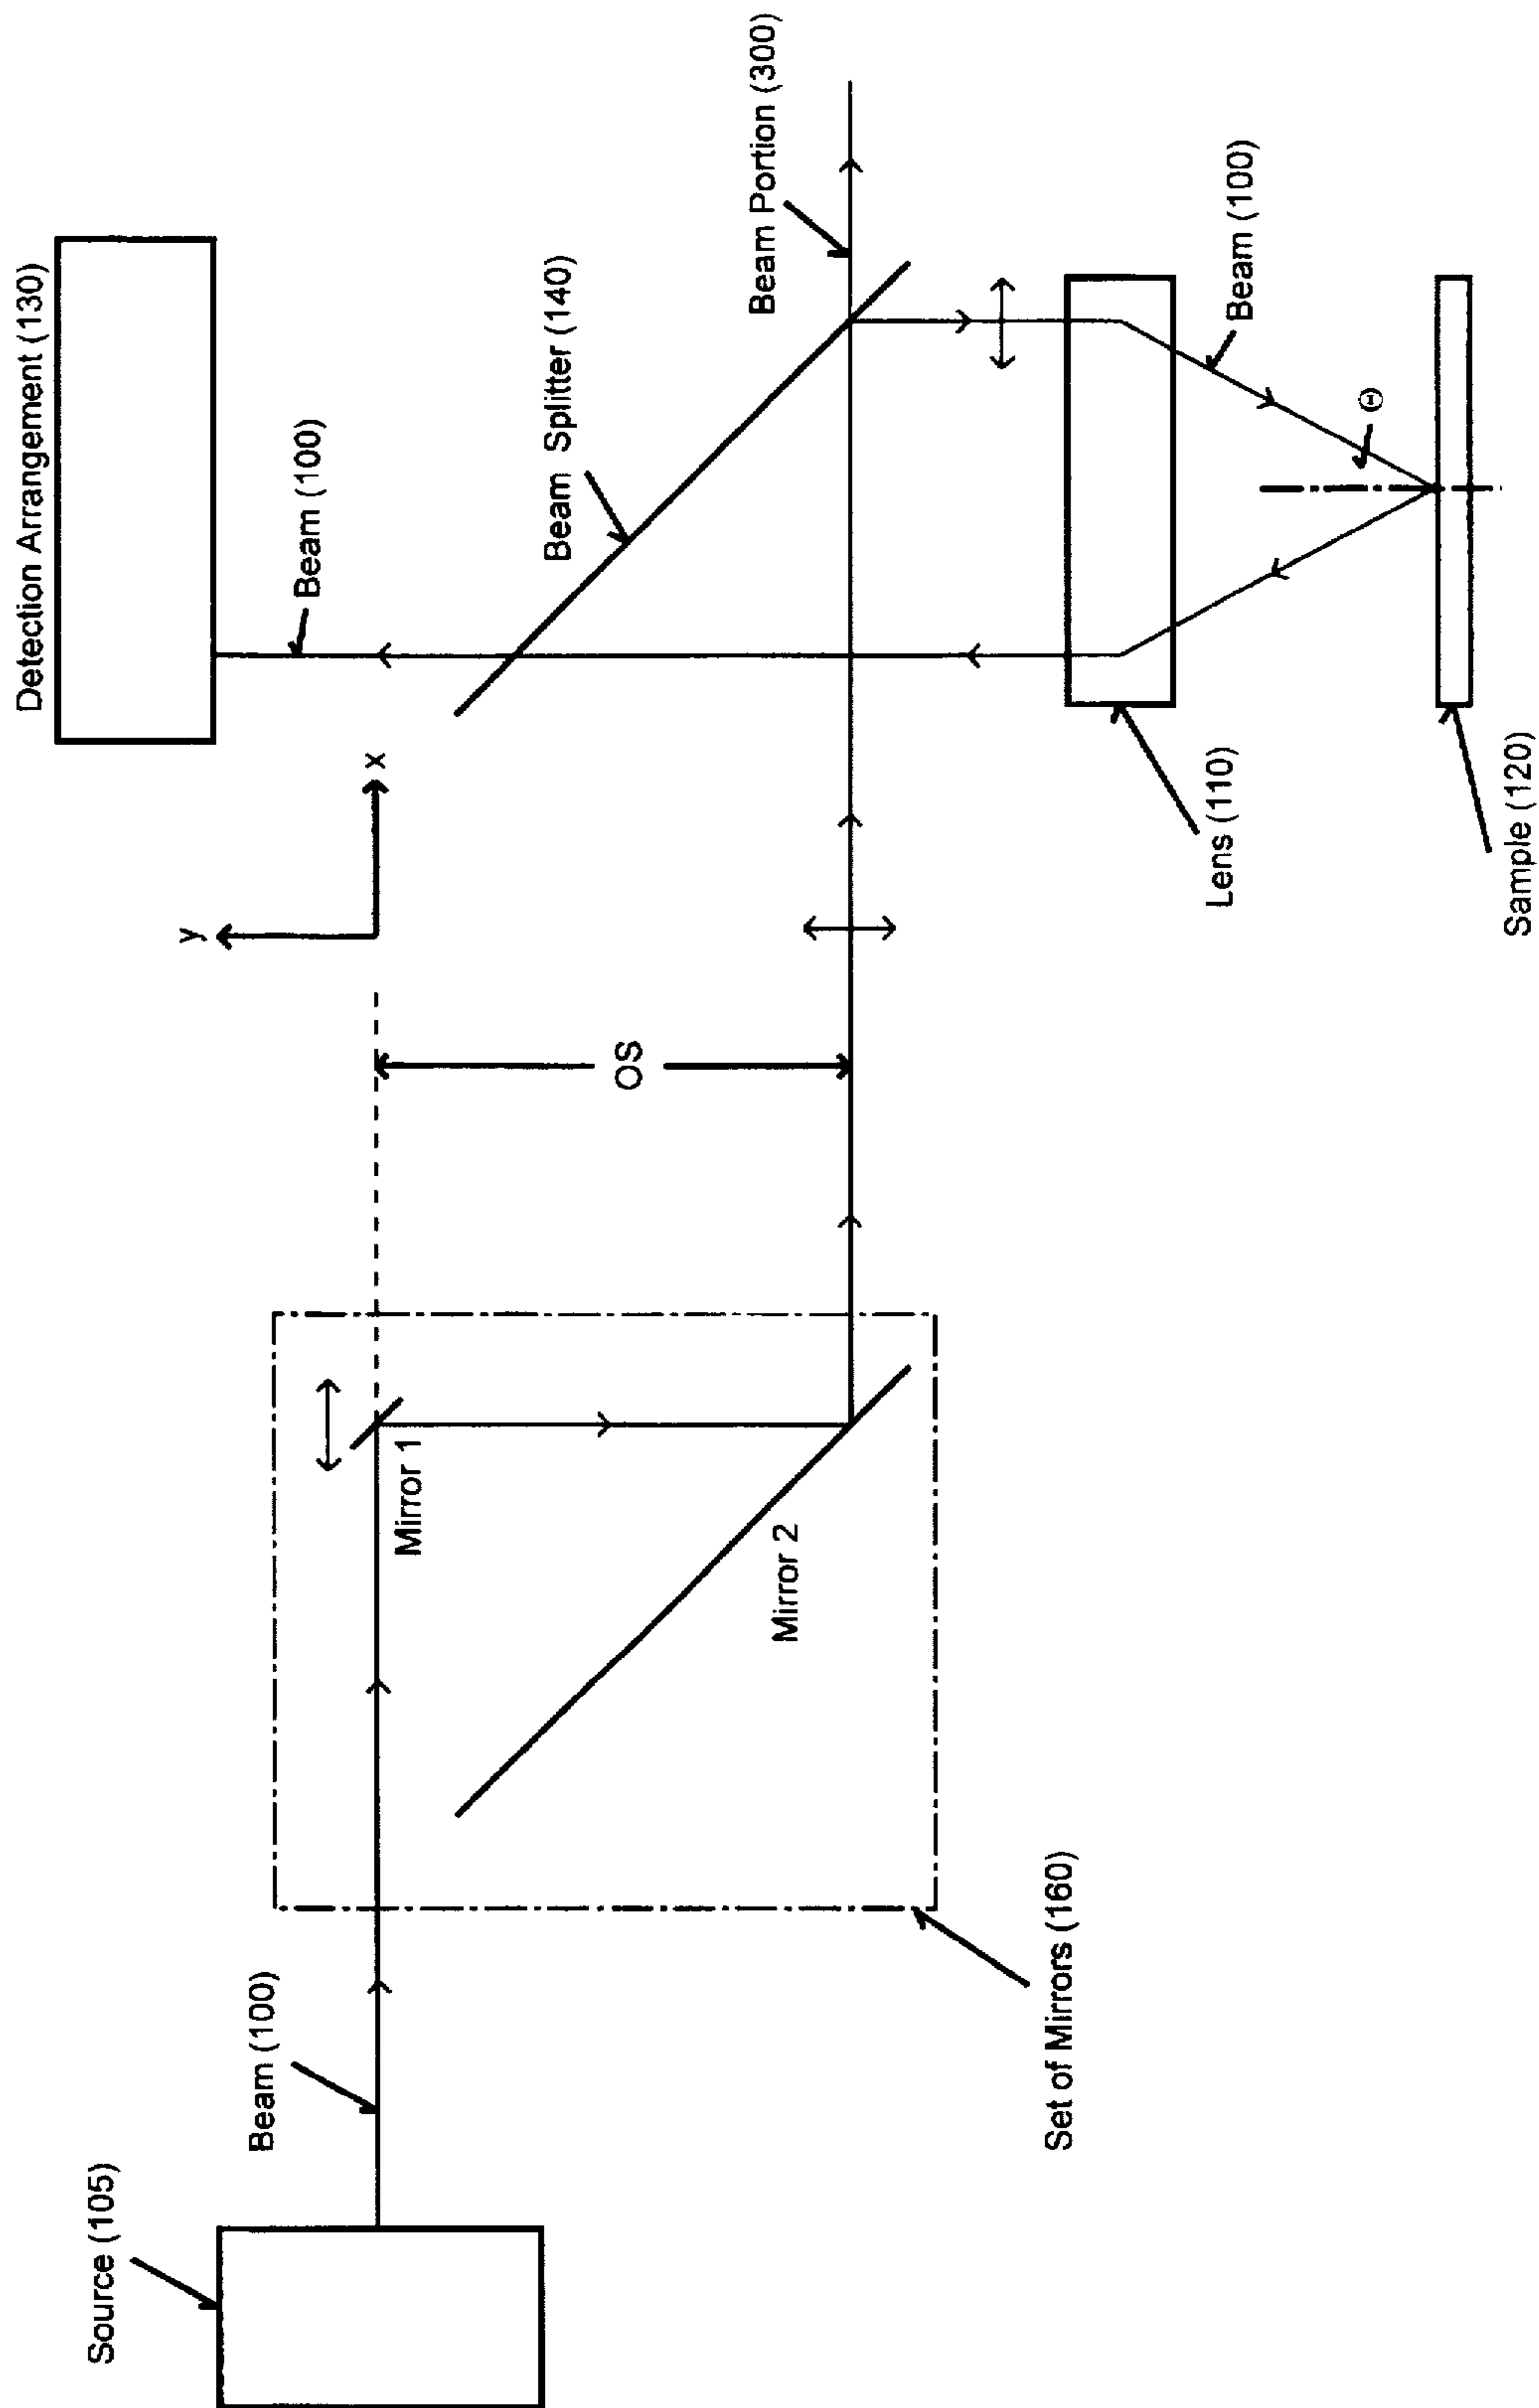 Source (105)
Beam (100)
Set of Mirrors (160)
Mirror 1
Mirror 2
OS
y
x
Detection Arrangement (130)
Beam (100)
Beam Splitter (140)
Beam Portion (300)
Beam (100)
Θ
Lens (110)
Sample (120)